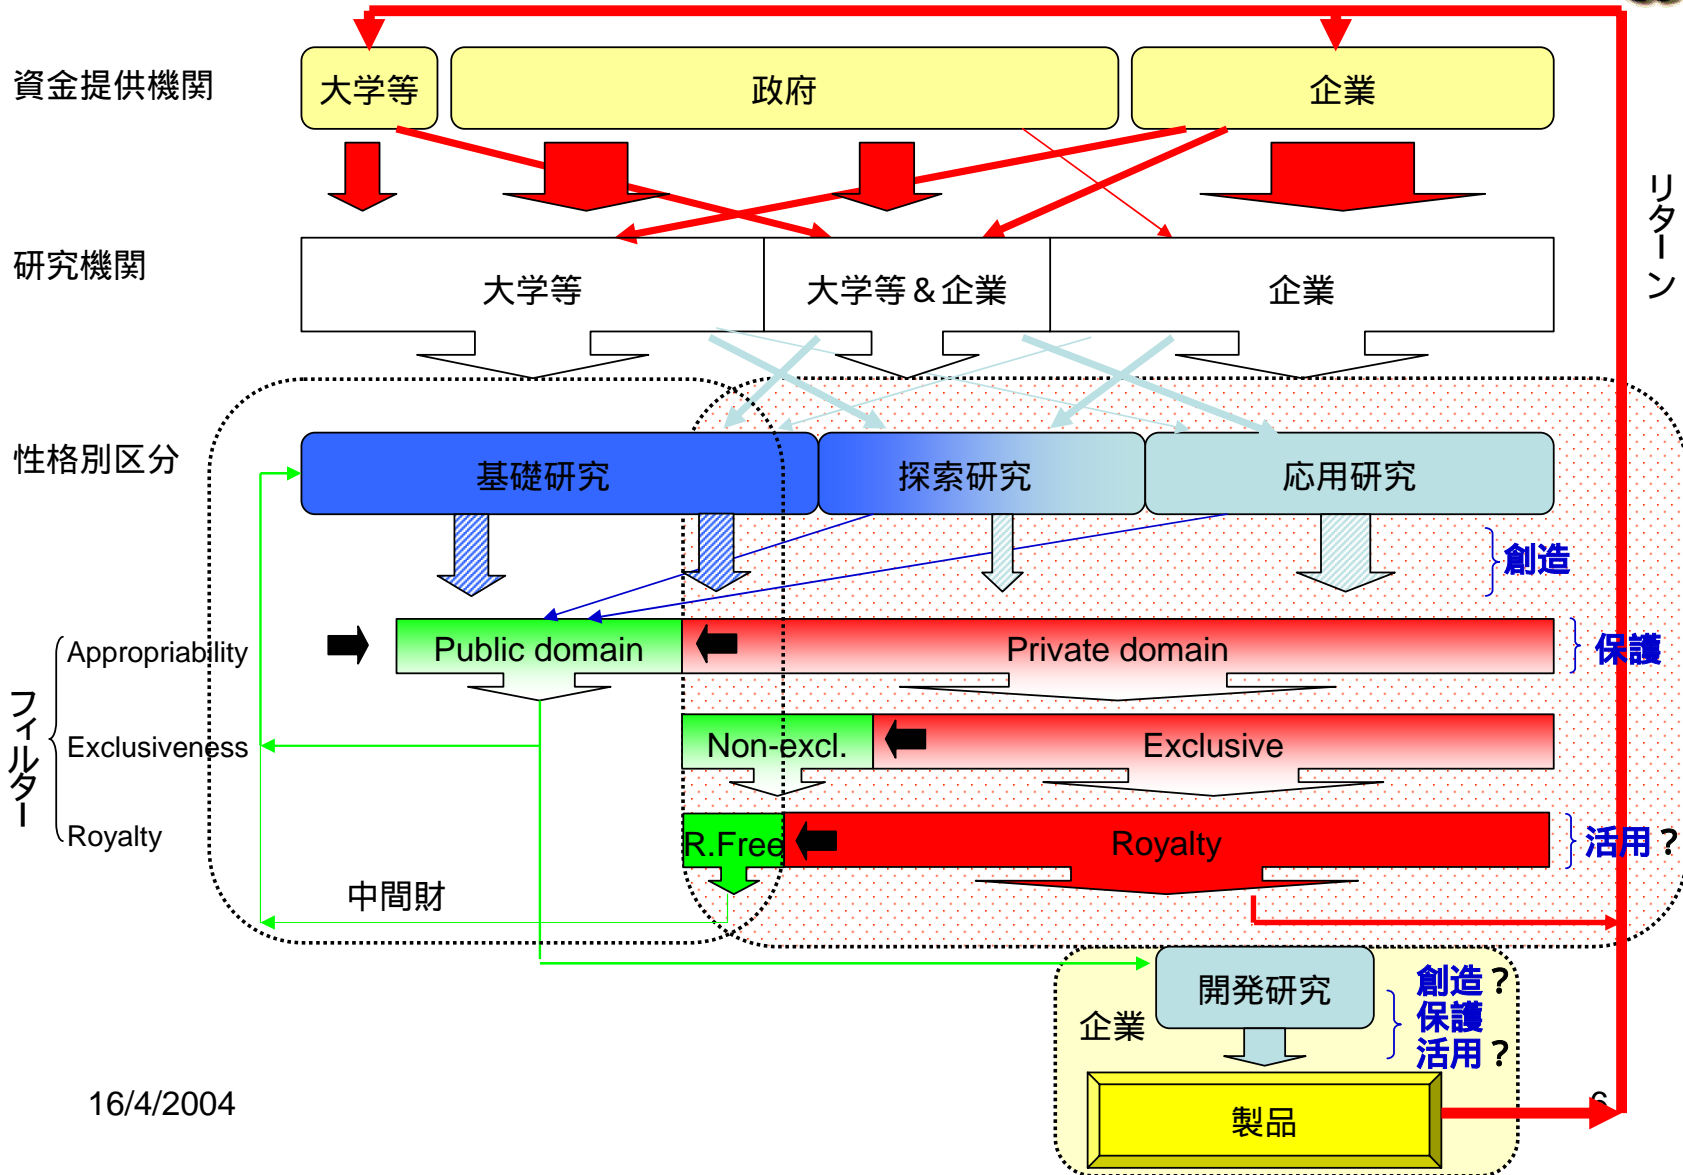 資金提供機関
大学等
政府
企業
リターン
研究機関
大学等
大学等＆企業
企業
性格別区分
基礎研究
探索研究
応用研究
創造
フィルター
Appropriability
Public domain
Private domain
保護
Exclusiveness
Non-excl.
Exclusive
Royalty
R.Free
Royalty
活用？
中間財
開発研究
企業
創造？
保護
活用？
製品
16/4/2004
6